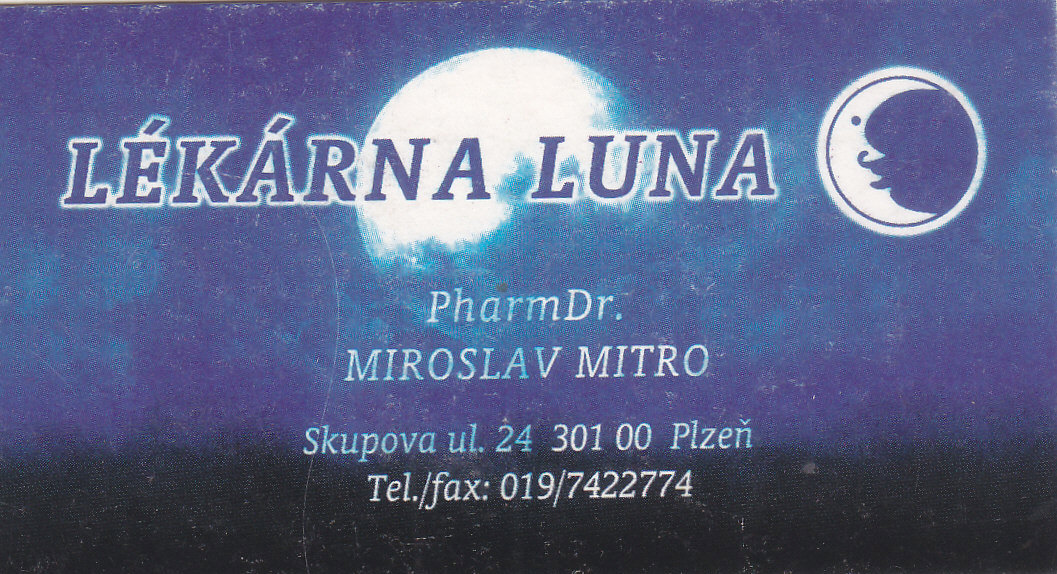 LÉKÁRNA LUNA
PharmDr.
MIROSLAV MITRO
Skupova ul. 24 301 00 Plzeň
Tel./fax: 019/7422774